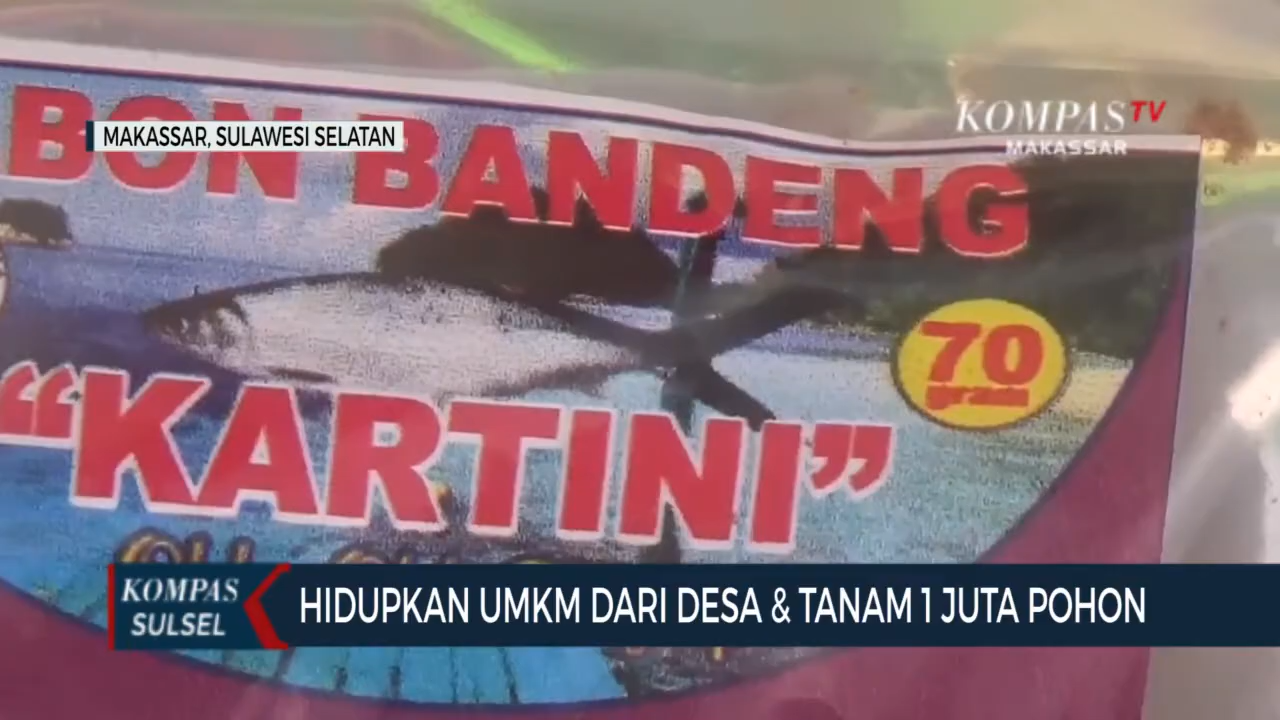 MAKASSAR, SULAWESI SELATAN
KOMPAS TV
MAKASSAR
BON BANDENG
70
gram
"KARTINI"
KOMPAS
SULSEL
HIDUPKAN UMKM DARI DESA & TANAM 1 JUTA POHON